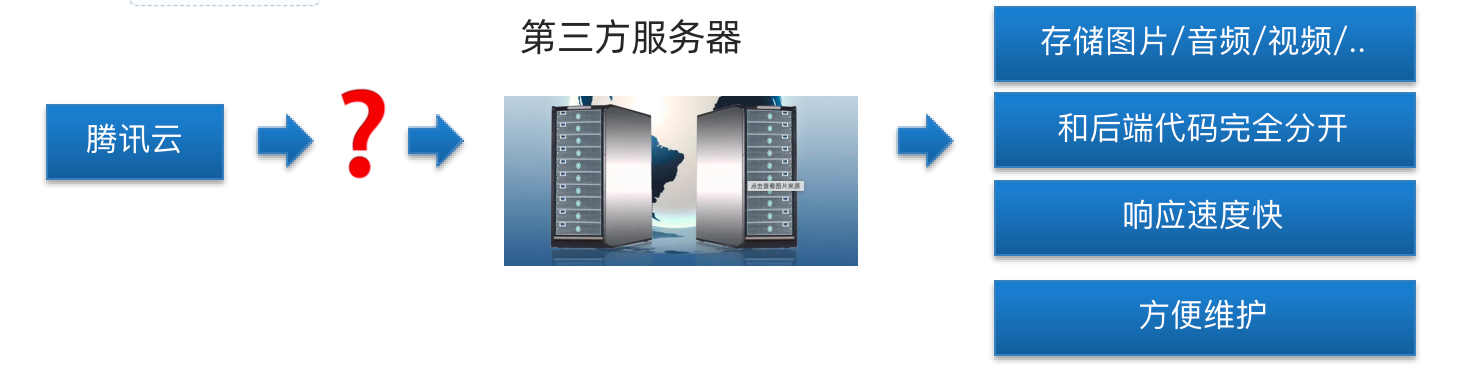 第三方服务器
腾讯云
?
点击查看图片来源
存储图片/音频/视频/..
和后端代码完全分开
响应速度快
方便维护